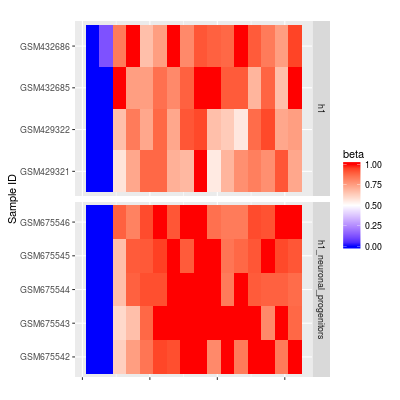 GSM432686
GSM432685
GSM429322
GSM429321
h1
GSM675546
GSM675545
GSM675544
GSM675543
GSM675542
h1_neuronal_progenitors
Sample ID
beta
1.00
0.75
0.50
0.25
0.00